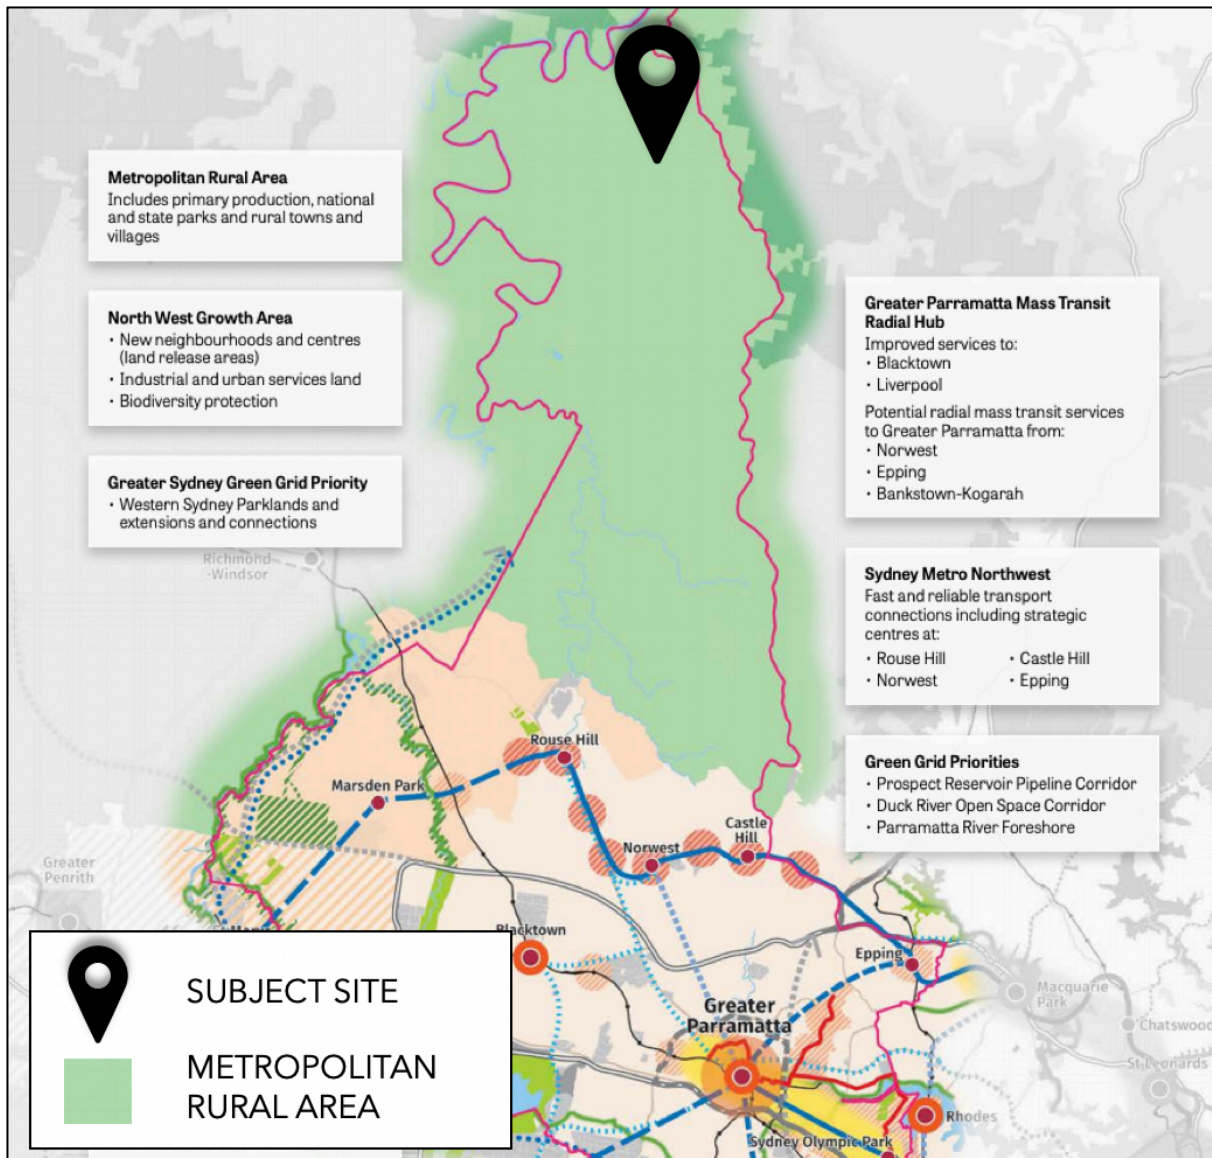 Metropolitan Rural Area
Includes primary production, national
and state parks and rural towns and
villages
North West Growth Area
• New neighbourhoods and centres
(land release areas)
• Industrial and urban services land
• Biodiversity protection
Greater Sydney Green Grid Priority
• Western Sydney Parklands and
extensions and connections
Greater Parramatta Mass Transit
Radial Hub
Improved services to:
• Blacktown
• Liverpool
Potential radial mass transit services
to Greater Parramatta from:
• Norwest
• Epping
• Bankstown-Kogarah
Sydney Metro Northwest
Fast and reliable transport
connections including strategic
centres at:
• Rouse Hill • Castle Hill
• Norwest • Epping
Green Grid Priorities
• Prospect Reservoir Pipeline Corridor
• Duck River Open Space Corridor
• Parramatta River Foreshore
Richmond
-Windsor
Rouse Hill
Marsden Park
Castle
Hill
Norwest
Greater
Penrith
Blacktown
Epping
Macquarie
Park
Greater
Parramatta
Chatswood
St Leonards
Rhodes
Sydney Olympic Park
SUBJECT SITE
METROPOLITAN
RURAL AREA